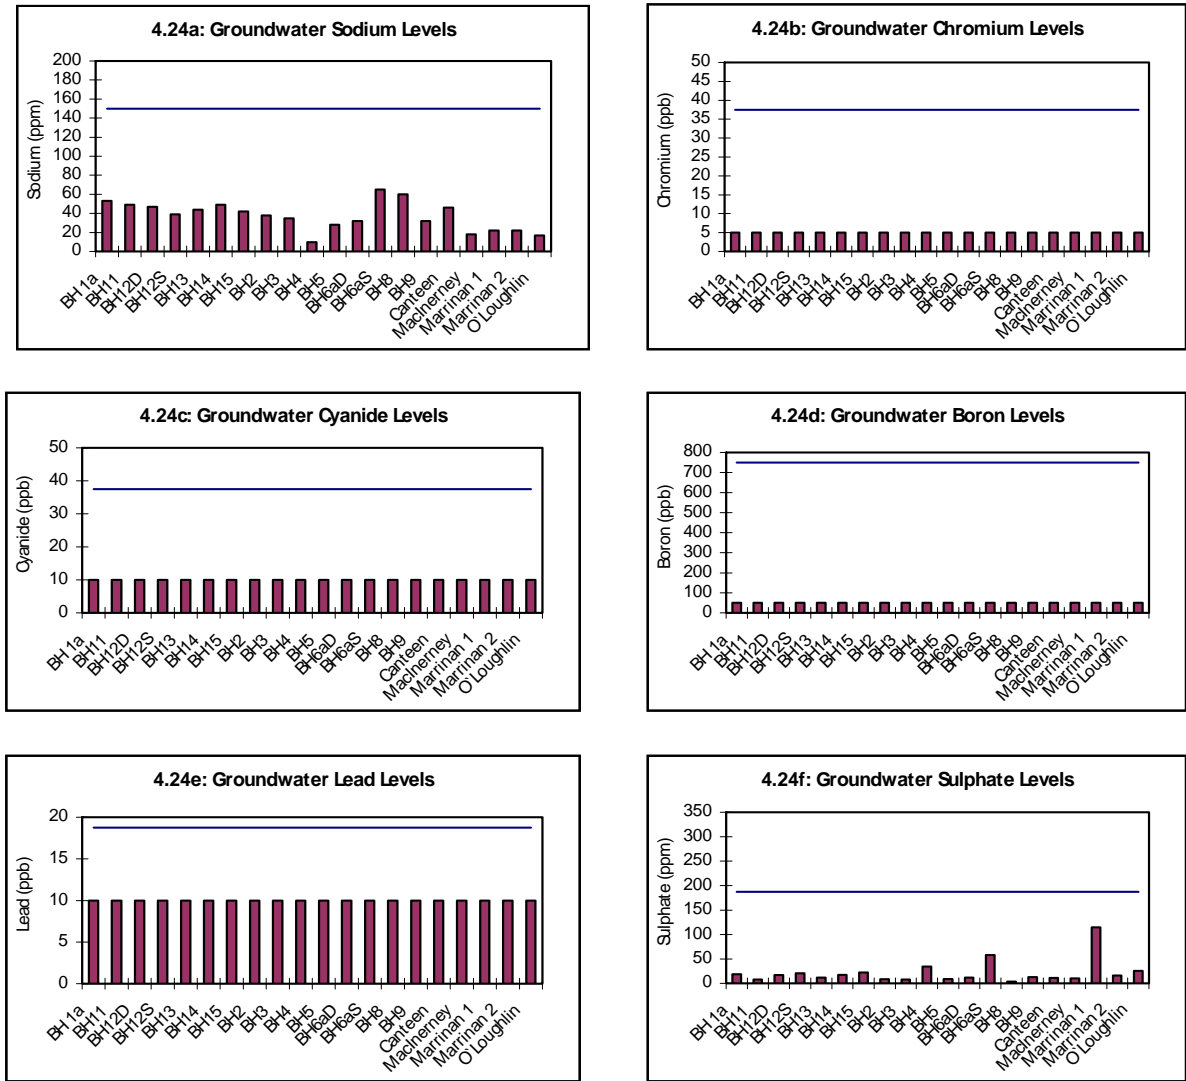 4.24a: Groundwater Sodium Levels
Sodium (ppm)
200
180
160
140
120
100
80
60
40
20
0
BH11a
BH11
BH12D
BH12S
BH13
BH14
BH15
BH2
BH3
BH4
BH5
BH6aD
BH6aS
BH8
BH9
Canteen
MacInerney
Marrinan 1
Marrinan 2
O`Loughlin
4.24b: Groundwater Chromium Levels
Chromium (ppb)
50
45
40
35
30
25
20
15
10
5
0
BH11a
BH11
BH12D
BH12S
BH13
BH14
BH15
BH2
BH3
BH4
BH5
BH6aD
BH6aS
BH8
BH9
Canteen
MacInerney
Marrinan 1
Marrinan 2
O`Loughlin
4.24c: Groundwater Cyanide Levels
Cyanide (ppb)
50
40
30
20
10
0
BH11a
BH11
BH12D
BH12S
BH13
BH14
BH15
BH2
BH3
BH4
BH5
BH6aD
BH6aS
BH8
BH9
Canteen
MacInerney
Marrinan 1
Marrinan 2
O`Loughlin
4.24d: Groundwater Boron Levels
Boron (ppb)
800
700
600
500
400
300
200
100
0
BH11a
BH11
BH12D
BH12S
BH13
BH14
BH15
BH2
BH3
BH4
BH5
BH6aD
BH6aS
BH8
BH9
Canteen
MacInerney
Marrinan 1
Marrinan 2
O`Loughlin
4.24e: Groundwater Lead Levels
Lead (ppb)
20
15
10
5
0
BH11a
BH11
BH12D
BH12S
BH13
BH14
BH15
BH2
BH3
BH4
BH5
BH6aD
BH6aS
BH8
BH9
Canteen
MacInerney
Marrinan 1
Marrinan 2
O`Loughlin
4.24f: Groundwater Sulphate Levels
Sulphate (ppm)
350
300
250
200
150
100
50
0
BH11a
BH11
BH12D
BH12S
BH13
BH14
BH15
BH2
BH3
BH4
BH5
BH6aD
BH6aS
BH8
BH9
Canteen
MacInerney
Marrinan 1
Marrinan 2
O`Loughlin